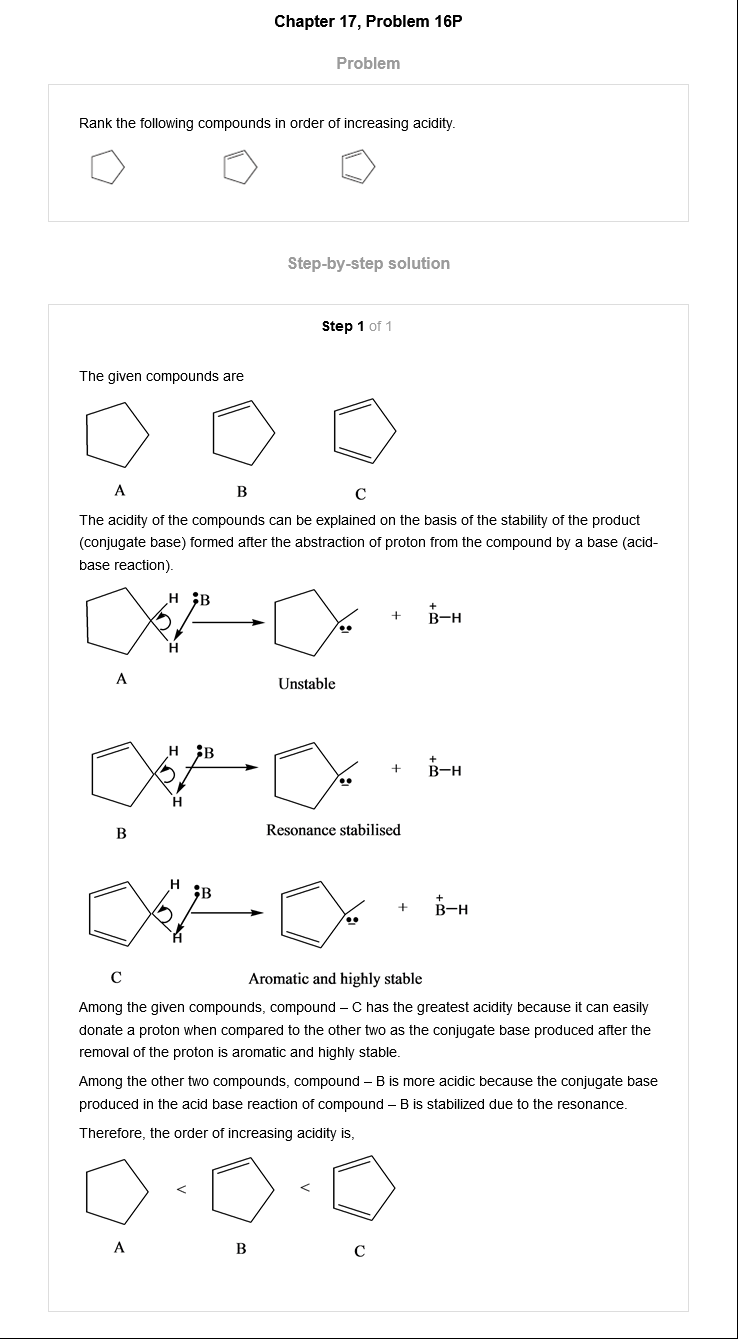 Chapter 17, Problem 16P
Problem
Rank the following compounds in order of increasing acidity.
Step-by-step solution
Step 1 of 1
The given compounds are
A B C
The acidity of the compounds can be explained on the basis of the stability of the product
(conjugate base) formed after the abstraction of proton from the compound by a base (acid-
base reaction).
H :B
+ +
B—H
H
A
Unstable
H :B
+ +
B—H
H
B Resonance stabilised
H :B
+ +
B—H
H
C Aromatic and highly stable
Among the given compounds, compound – C has the greatest acidity because it can easily
donate a proton when compared to the other two as the conjugate base produced after the
removal of the proton is aromatic and highly stable.
Among the other two compounds, compound – B is more acidic because the conjugate base
produced in the acid base reaction of compound – B is stabilized due to the resonance.
Therefore, the order of increasing acidity is,
< <
A B C